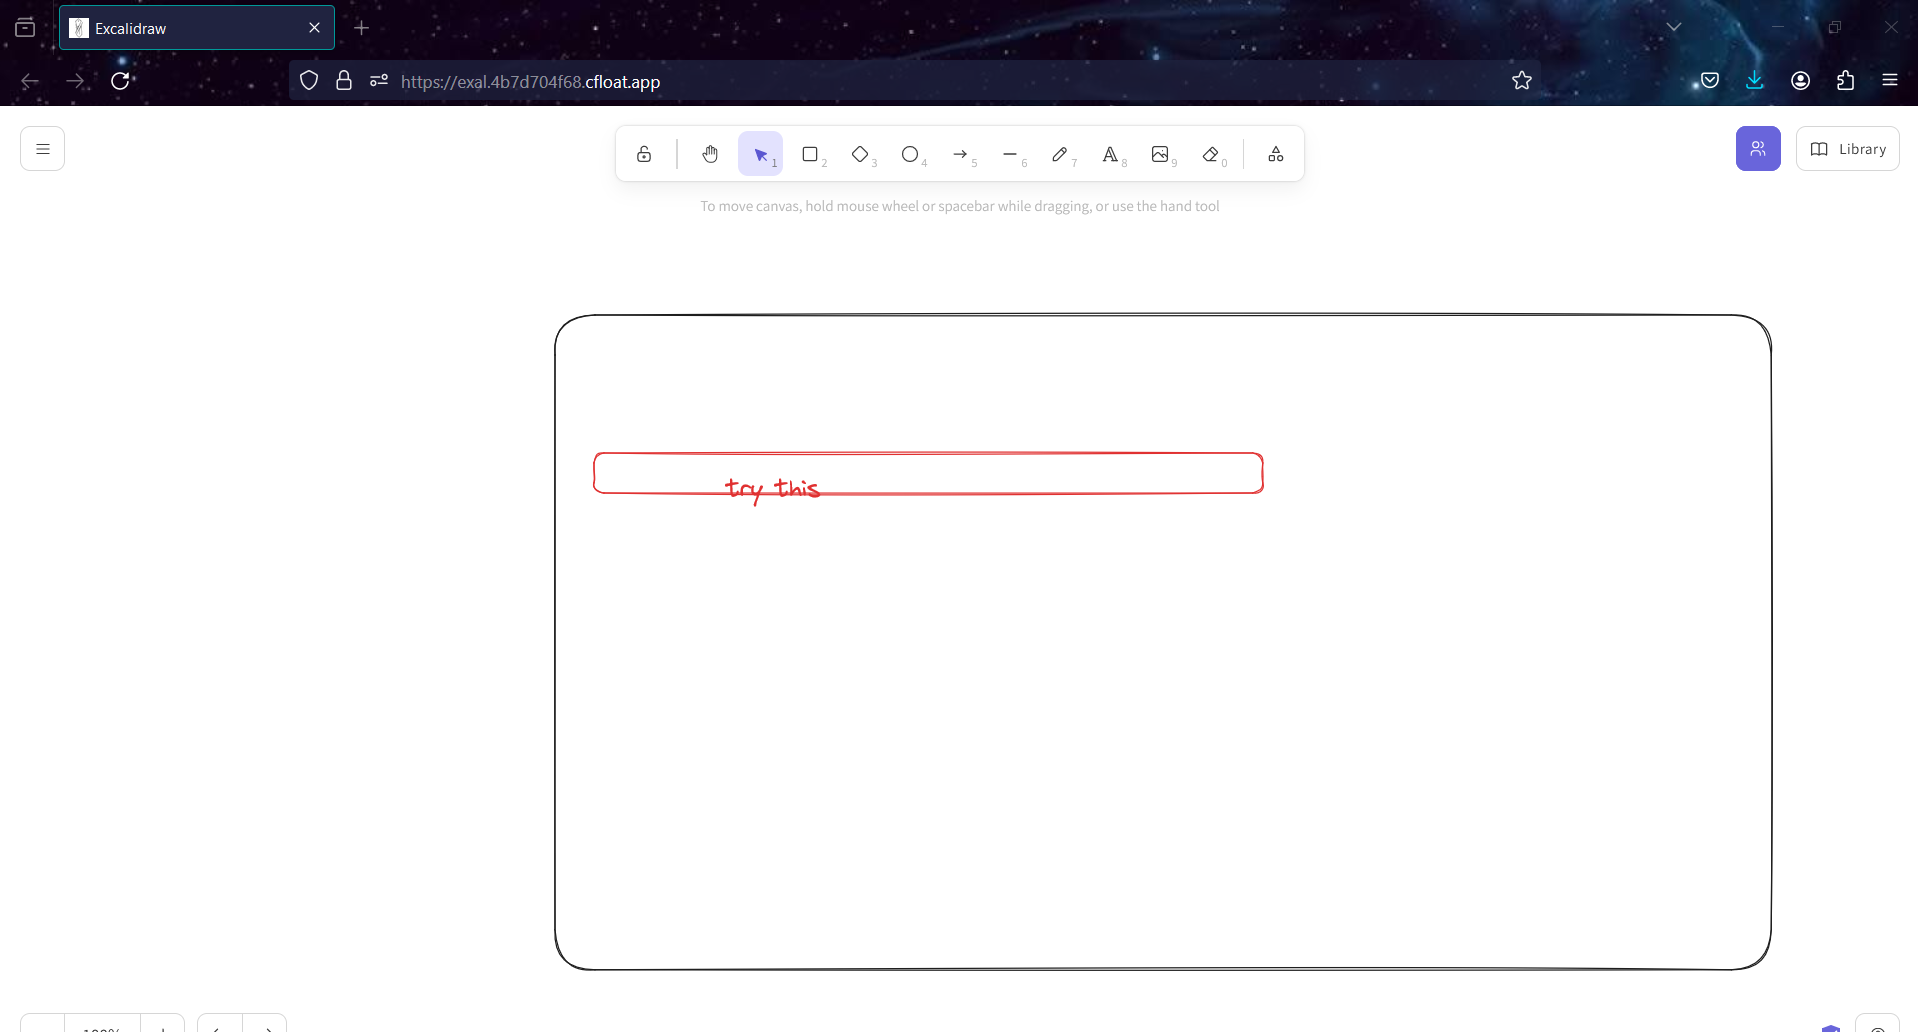 Excalidraw
https://exal.4b7d704f68.cfloat.app
1 2 3 4 5 6 7 8 9 0
Library
To move canvas, hold mouse wheel or spacebar while dragging, or use the hand tool
try this
100%